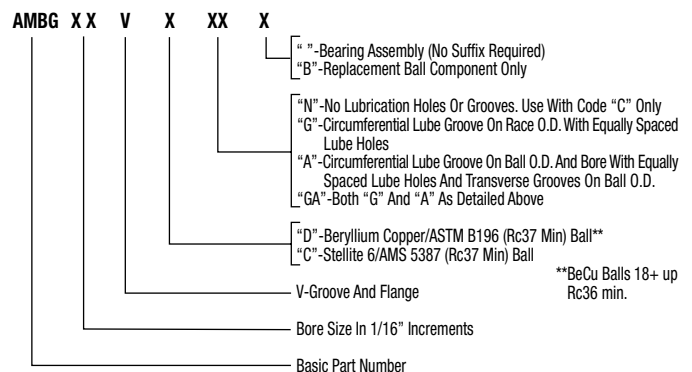 AMBG X X V X XX X
“ ”-Bearing Assembly (No Suffix Required)
“B”-Replacement Ball Component Only
“N”-No Lubrication Holes Or Grooves. Use With Code “C” Only
“G”-Circumferential Lube Groove On Race O.D. With Equally Spaced
Lube Holes
“A”-Circumferential Lube Groove On Ball O.D. And Bore With Equally
Spaced Lube Holes And Transverse Grooves On Ball O.D.
“GA”-Both “G” And “A” As Detailed Above
“D”-Beryllium Copper/ASTM B196 (Rc37 Min) Ball**
“C”-Stellite 6/AMS 5387 (Rc37 Min) Ball
**BeCu Balls 18+ up
Rc36 min.
V-Groove And Flange
Bore Size In 1/16” Increments
Basic Part Number